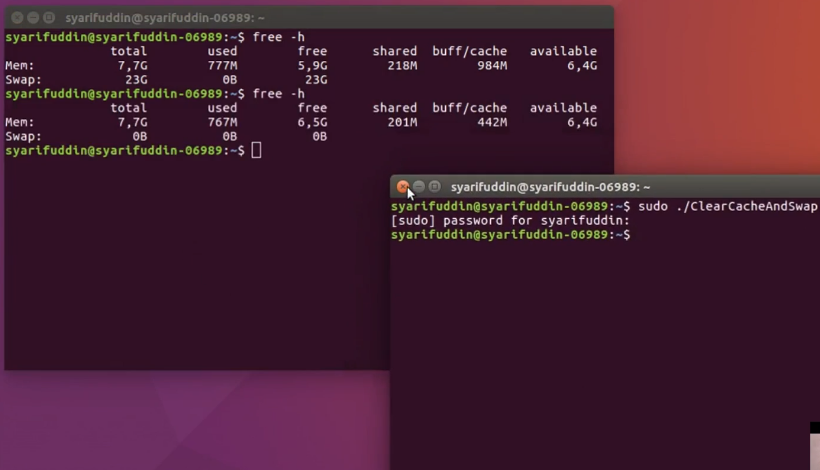 syarifuddin@syarifuddin-06989: ~
syarifuddin@syarifuddin-06989:~$ free -h
total used free shared buff/cache available
Mem: 7,7G 777M 5,9G 218M 984M 6,4G
Swap: 23G 0B 23G
syarifuddin@syarifuddin-06989:~$ free -h
total used free shared buff/cache available
Mem: 7,7G 767M 6,5G 201M 442M 6,4G
Swap: 0B 0B 0B
syarifuddin@syarifuddin-06989:~$
syarifuddin@syarifuddin-06989: ~
syarifuddin@syarifuddin-06989:~$ sudo ./ClearCacheAndSwap
[sudo] password for syarifuddin:
syarifuddin@syarifuddin-06989:~$